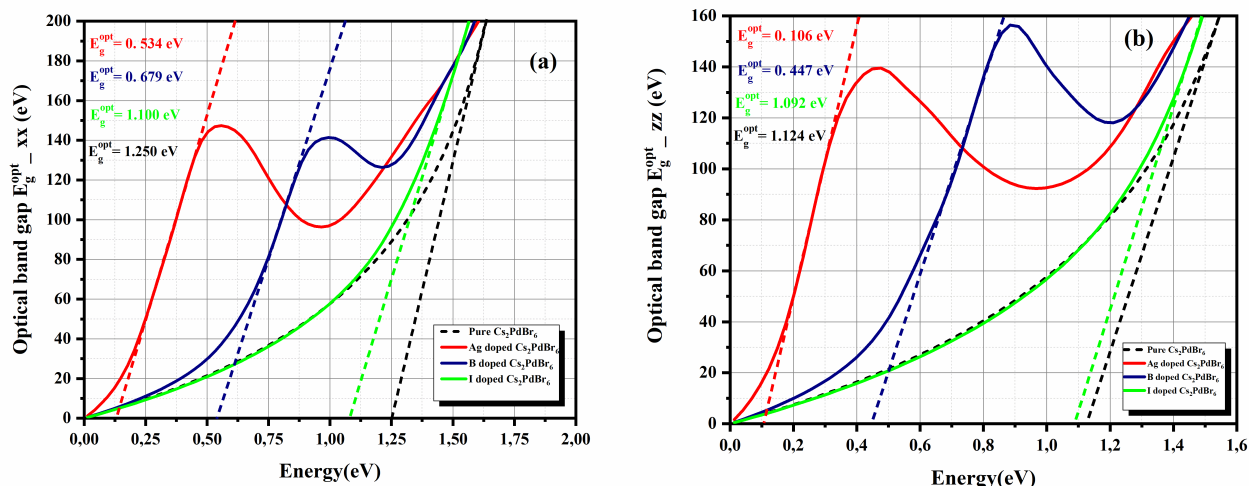 (a)
E_g^opt = 0. 534 eV
E_g^opt = 0. 679 eV
E_g^opt = 1.100 eV
E_g^opt = 1.250 eV
Optical band gap E_g^opt_ xx (eV)
200
180
160
140
120
100
80
60
40
20
0
Pure Cs₂PdBr₆
Ag doped Cs₂PdBr₆
B doped Cs₂PdBr₆
I doped Cs₂PdBr₆
0,00 0,25 0,50 0,75 1,00 1,25 1,50 1,75 2,00
Energy(eV)
(b)
E_g^opt = 0. 106 eV
E_g^opt = 0. 447 eV
E_g^opt = 1.092 eV
E_g^opt = 1.124 eV
Optical band gap E_g^opt_ zz (eV)
160
140
120
100
80
60
40
20
0
Pure Cs₂PdBr₆
Ag doped Cs₂PdBr₆
B doped Cs₂PdBr₆
I doped Cs₂PdBr₆
0,0 0,2 0,4 0,6 0,8 1,0 1,2 1,4 1,6
Energy(eV)